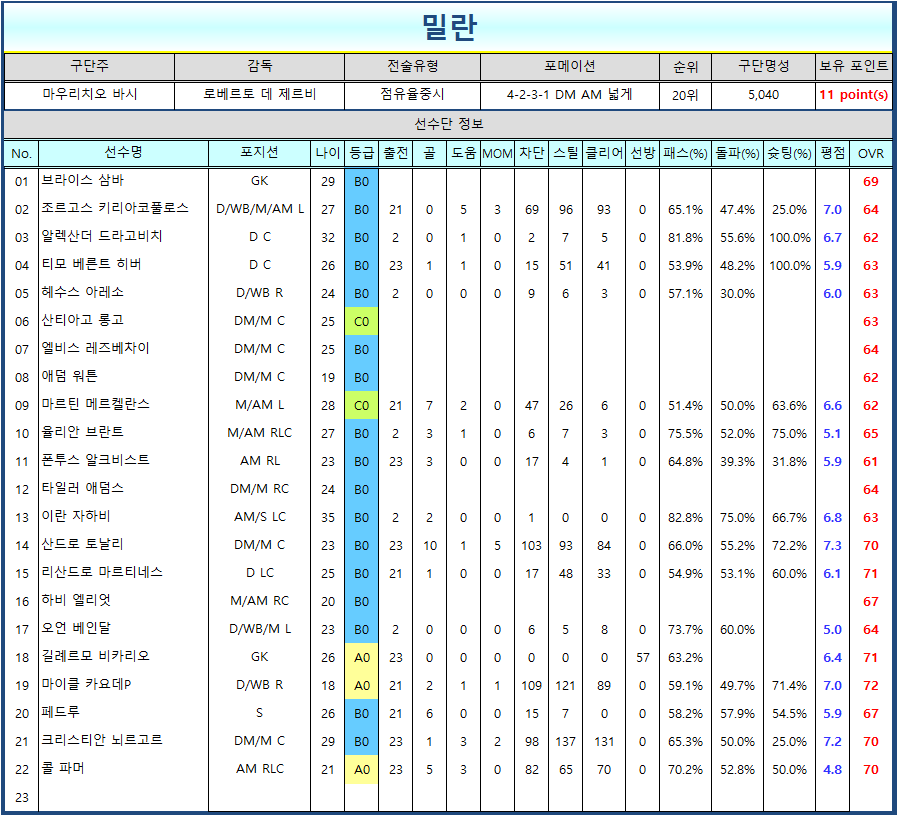 밀란
구단주 감독 전술유형 포메이션 순위 구단명성 보유 포인트
마우리치오 바시 로베르토 데 제르비 점유율중시 4-2-3-1 DM AM 넓게 20위 5,040 11 point(s)
선수단 정보
No. 선수명 포지션 나이 등급 출전 골 도움 MOM 차단 스틸 클리어 선방 패스(%) 돌파(%) 슛팅(%) 평점 OVR
01 브라이스 삼바 GK 29 B0 69
02 조르고스 키리아코풀로스 D/WB/M/AM L 27 B0 21 0 5 3 69 96 93 0 65.1% 47.4% 25.0% 7.0 64
03 알렉산더 드라고비치 D C 32 B0 2 0 1 0 2 7 5 0 81.8% 55.6% 100.0% 6.7 62
04 티모 베른트 히버 D C 26 B0 23 1 1 0 15 51 41 0 53.9% 48.2% 100.0% 5.9 63
05 헤수스 아레소 D/WB R 24 B0 2 0 0 0 9 6 3 0 57.1% 30.0% 6.0 63
06 산티아고 롱고 DM/M C 25 C0 63
07 엘비스 레즈베차이 DM/M C 25 B0 64
08 애덤 워튼 DM/M C 19 B0 62
09 마르틴 메르켈란스 M/AM L 28 C0 21 7 2 0 47 26 6 0 51.4% 50.0% 63.6% 6.6 62
10 율리안 브란트 M/AM RLC 27 B0 2 3 1 0 6 7 3 0 75.5% 52.0% 75.0% 5.1 65
11 폰투스 알크비스트 AM RL 23 B0 23 3 0 0 17 4 1 0 64.8% 39.3% 31.8% 5.9 61
12 타일러 애덤스 DM/M RC 24 B0 64
13 이란 자하비 AM/S LC 35 B0 2 2 0 0 1 0 0 0 82.8% 75.0% 66.7% 6.8 63
14 산드로 토날리 DM/M C 23 B0 23 10 1 5 103 93 84 0 66.0% 55.2% 72.2% 7.3 70
15 리산드로 마르티네스 D LC 25 B0 21 1 0 0 17 48 33 0 54.9% 53.1% 60.0% 6.1 71
16 하비 엘리엇 M/AM RC 20 B0 67
17 오언 베인달 D/WB/M L 23 B0 2 0 0 0 6 5 8 0 73.7% 60.0% 5.0 64
18 길레르모 비카리오 GK 26 A0 23 0 0 0 0 0 0 57 63.2% 6.4 71
19 마이클 카요데P D/WB R 18 A0 21 2 1 1 109 121 89 0 59.1% 49.7% 71.4% 7.0 72
20 페드루 S 26 B0 21 6 0 0 15 7 0 0 58.2% 57.9% 54.5% 5.9 67
21 크리스티안 뇌르고르 DM/M C 29 B0 23 1 3 2 98 137 131 0 65.3% 50.0% 25.0% 7.2 70
22 콜 파머 AM RLC 21 A0 23 5 3 0 82 65 70 0 70.2% 52.8% 50.0% 4.8 70
23